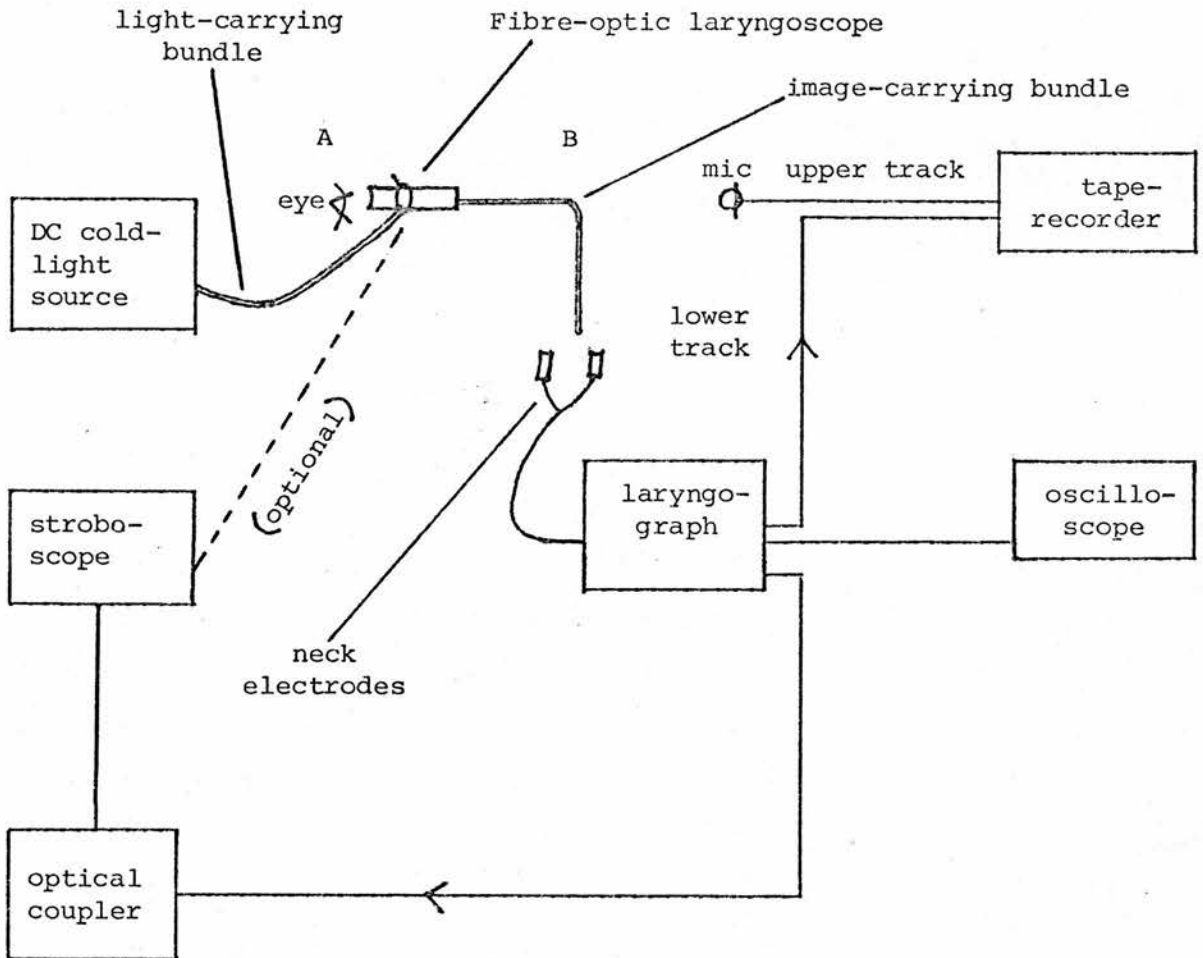 light-carrying
bundle
Fibre-optic laryngoscope
image-carrying bundle
A
B
eye
mic upper track
tape-
recorder
DC cold-
light
source
lower
track
(optional)
strobo-
scope
laryngo-
graph
oscillo-
scope
neck
electrodes
optical
coupler